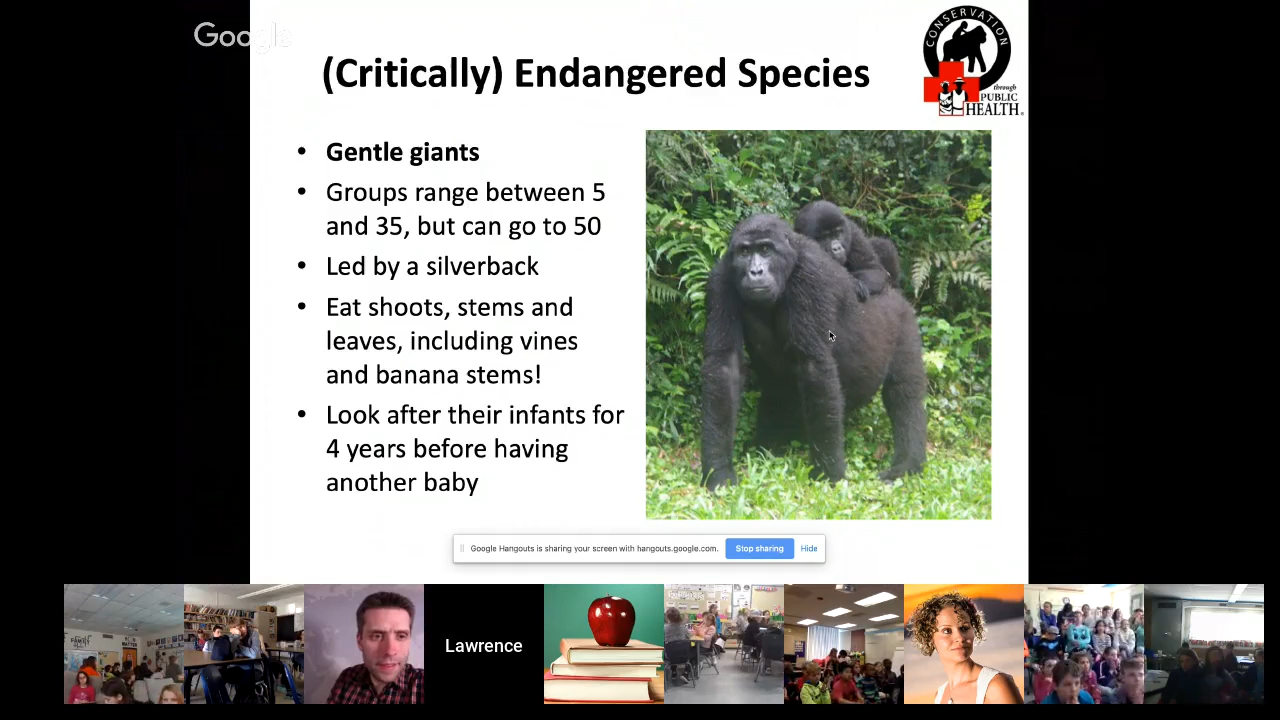 Google
(Critically) Endangered Species
CONSERVATION
through
PUBLIC
HEALTH
• Gentle giants
• Groups range between 5
and 35, but can go to 50
• Led by a silverback
• Eat shoots, stems and
leaves, including vines
and banana stems!
• Look after their infants for
4 years before having
another baby
Google Hangouts is sharing your screen with hangouts.google.com.
Stop sharing
Hide
Lawrence